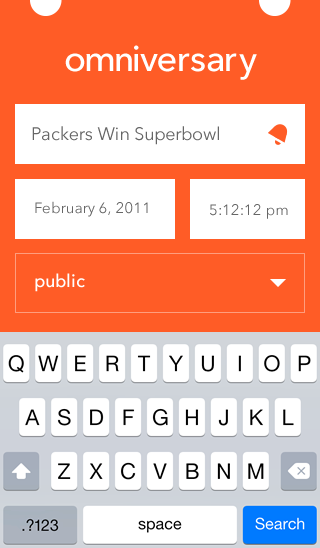 omniversary
Packers Win Superbowl
February 6, 2011
5:12:12 pm
public
Q W E R T Y U I O P
A S D F G H J K L
Z X C V B N M
.?123 space Search